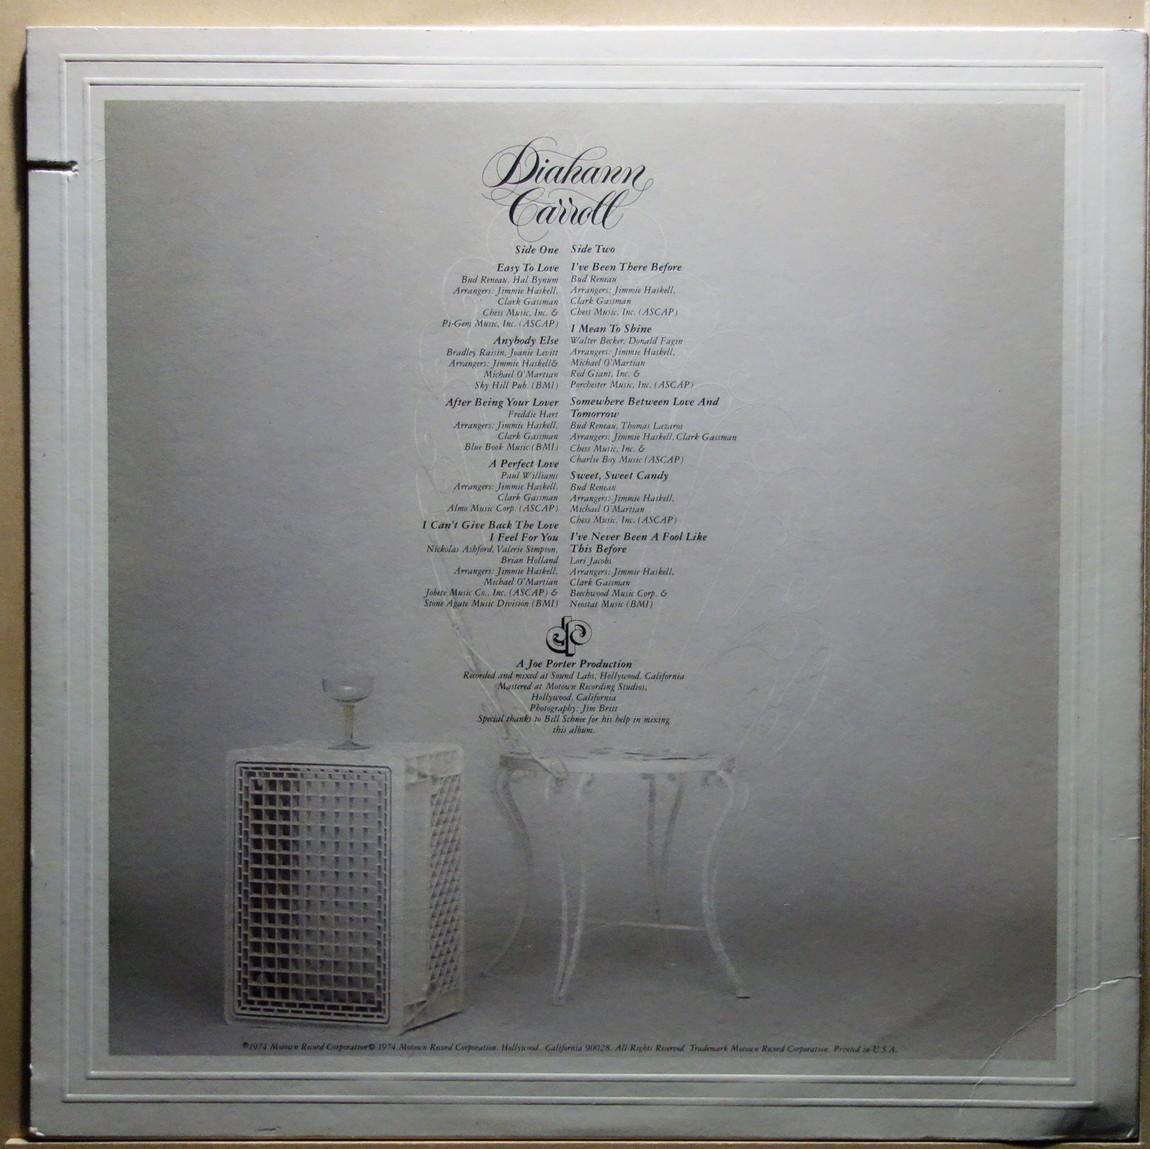 Diahann
Carroll
Side One
Easy To Love
Bud Reneau, Hal Bynum
Arrangers: Jimmie Haskell,
Clark Gassman
Chess Music, Inc. &
Pi-Gem Music, Inc. (ASCAP)
Anybody Else
Bradley Raisin, Joanie Levitt
Arrangers: Jimmie Haskell&
Michael O'Martian
Sky Hill Pub. (BMI)
After Being Your Lover
Freddie Hart
Arrangers: Jimmie Haskell,
Clark Gassman
Blue Book Music (BMI)
A Perfect Love
Paul Williams
Arrangers: Jimmie Haskell,
Clark Gassman
Almo Music Corp. (ASCAP)
I Can't Give Back The Love
I Feel For You
Nickolas Ashford, Valerie Simpson,
Brian Holland
Arrangers: Jimmie Haskell,
Michael O'Martian
Jobete Music Co., Inc. (ASCAP) &
Stone Agate Music Division (BMI)
Side Two
I've Been There Before
Bud Reneau
Arrangers: Jimmie Haskell,
Clark Gassman
Chess Music, Inc. (ASCAP)
I Mean To Shine
Walter Becker, Donald Fagin
Arrangers: Jimmie Haskell,
Michael O'Martian
Red Giant, Inc. &
Porchester Music, Inc. (ASCAP)
Somewhere Between Love And
Tomorrow
Bud Reneau, Thomas Lazaros
Arrangers: Jimmie Haskell, Clark Gassman
Chess Music, Inc. &
Charlie Boy Music (ASCAP)
Sweet, Sweet Candy
Bud Reneau
Arrangers: Jimmie Haskell,
Michael O'Martian
Chess Music, Inc. (ASCAP)
I've Never Been A Fool Like
This Before
Lori Jacobs
Arrangers: Jimmie Haskell,
Clark Gassman
Beechwood Music Corp. &
Neostat Music (BMI)
dc
A Joe Porter Production
Recorded and mixed at Sound Labs, Hollywood, California
Mastered at Motown Recording Studios,
Hollywood, California
Photography: Jim Britt
Special thanks to Bill Schnee for his help in mixing
this album.
℗1974 Motown Record Corporation © 1974 Motown Record Corporation, Hollywood, California 90028. All Rights Reserved. Trademark Motown Record Corporation. Printed in U.S.A.